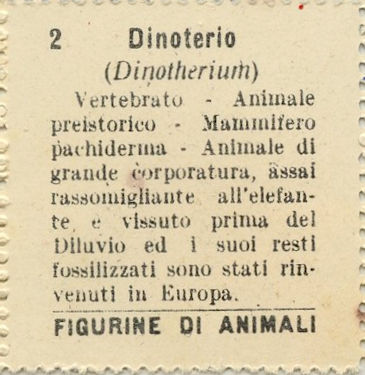 2 Dinoterio
(Dinotherium)
Vertebrato - Animale
preistorico - Mammifero
pachiderma - Animale di
grande corporatura, assai
rassomigliante all'elefan-
te e vissuto prima del
Diluvio ed i suoi resti
fossilizzati sono stati rin-
venuti in Europa.
FIGURINE DI ANIMALI